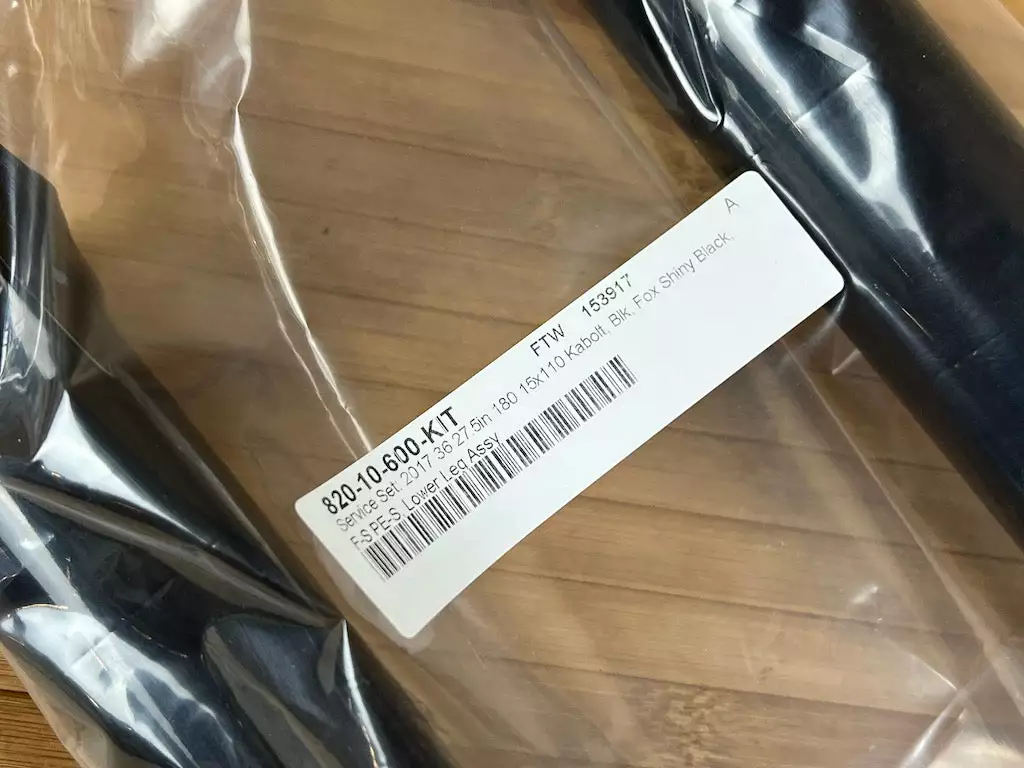 A
FTW 153917
820-10-600-KIT
Service Set: 2017 36 27.5in 180 15x110 Kabolt, Blk, Fox Shiny Black,
F-S PE-S Lower Leg Assy